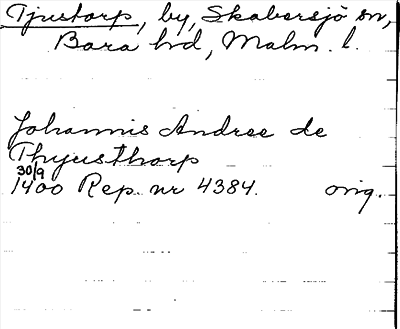 Tjustorp, by, Skabersjö sn,
Bara hd, Malm. l.
Johannis Andree de
Thyusthorp
30/9
1400 Rep. nr 4384. orig.